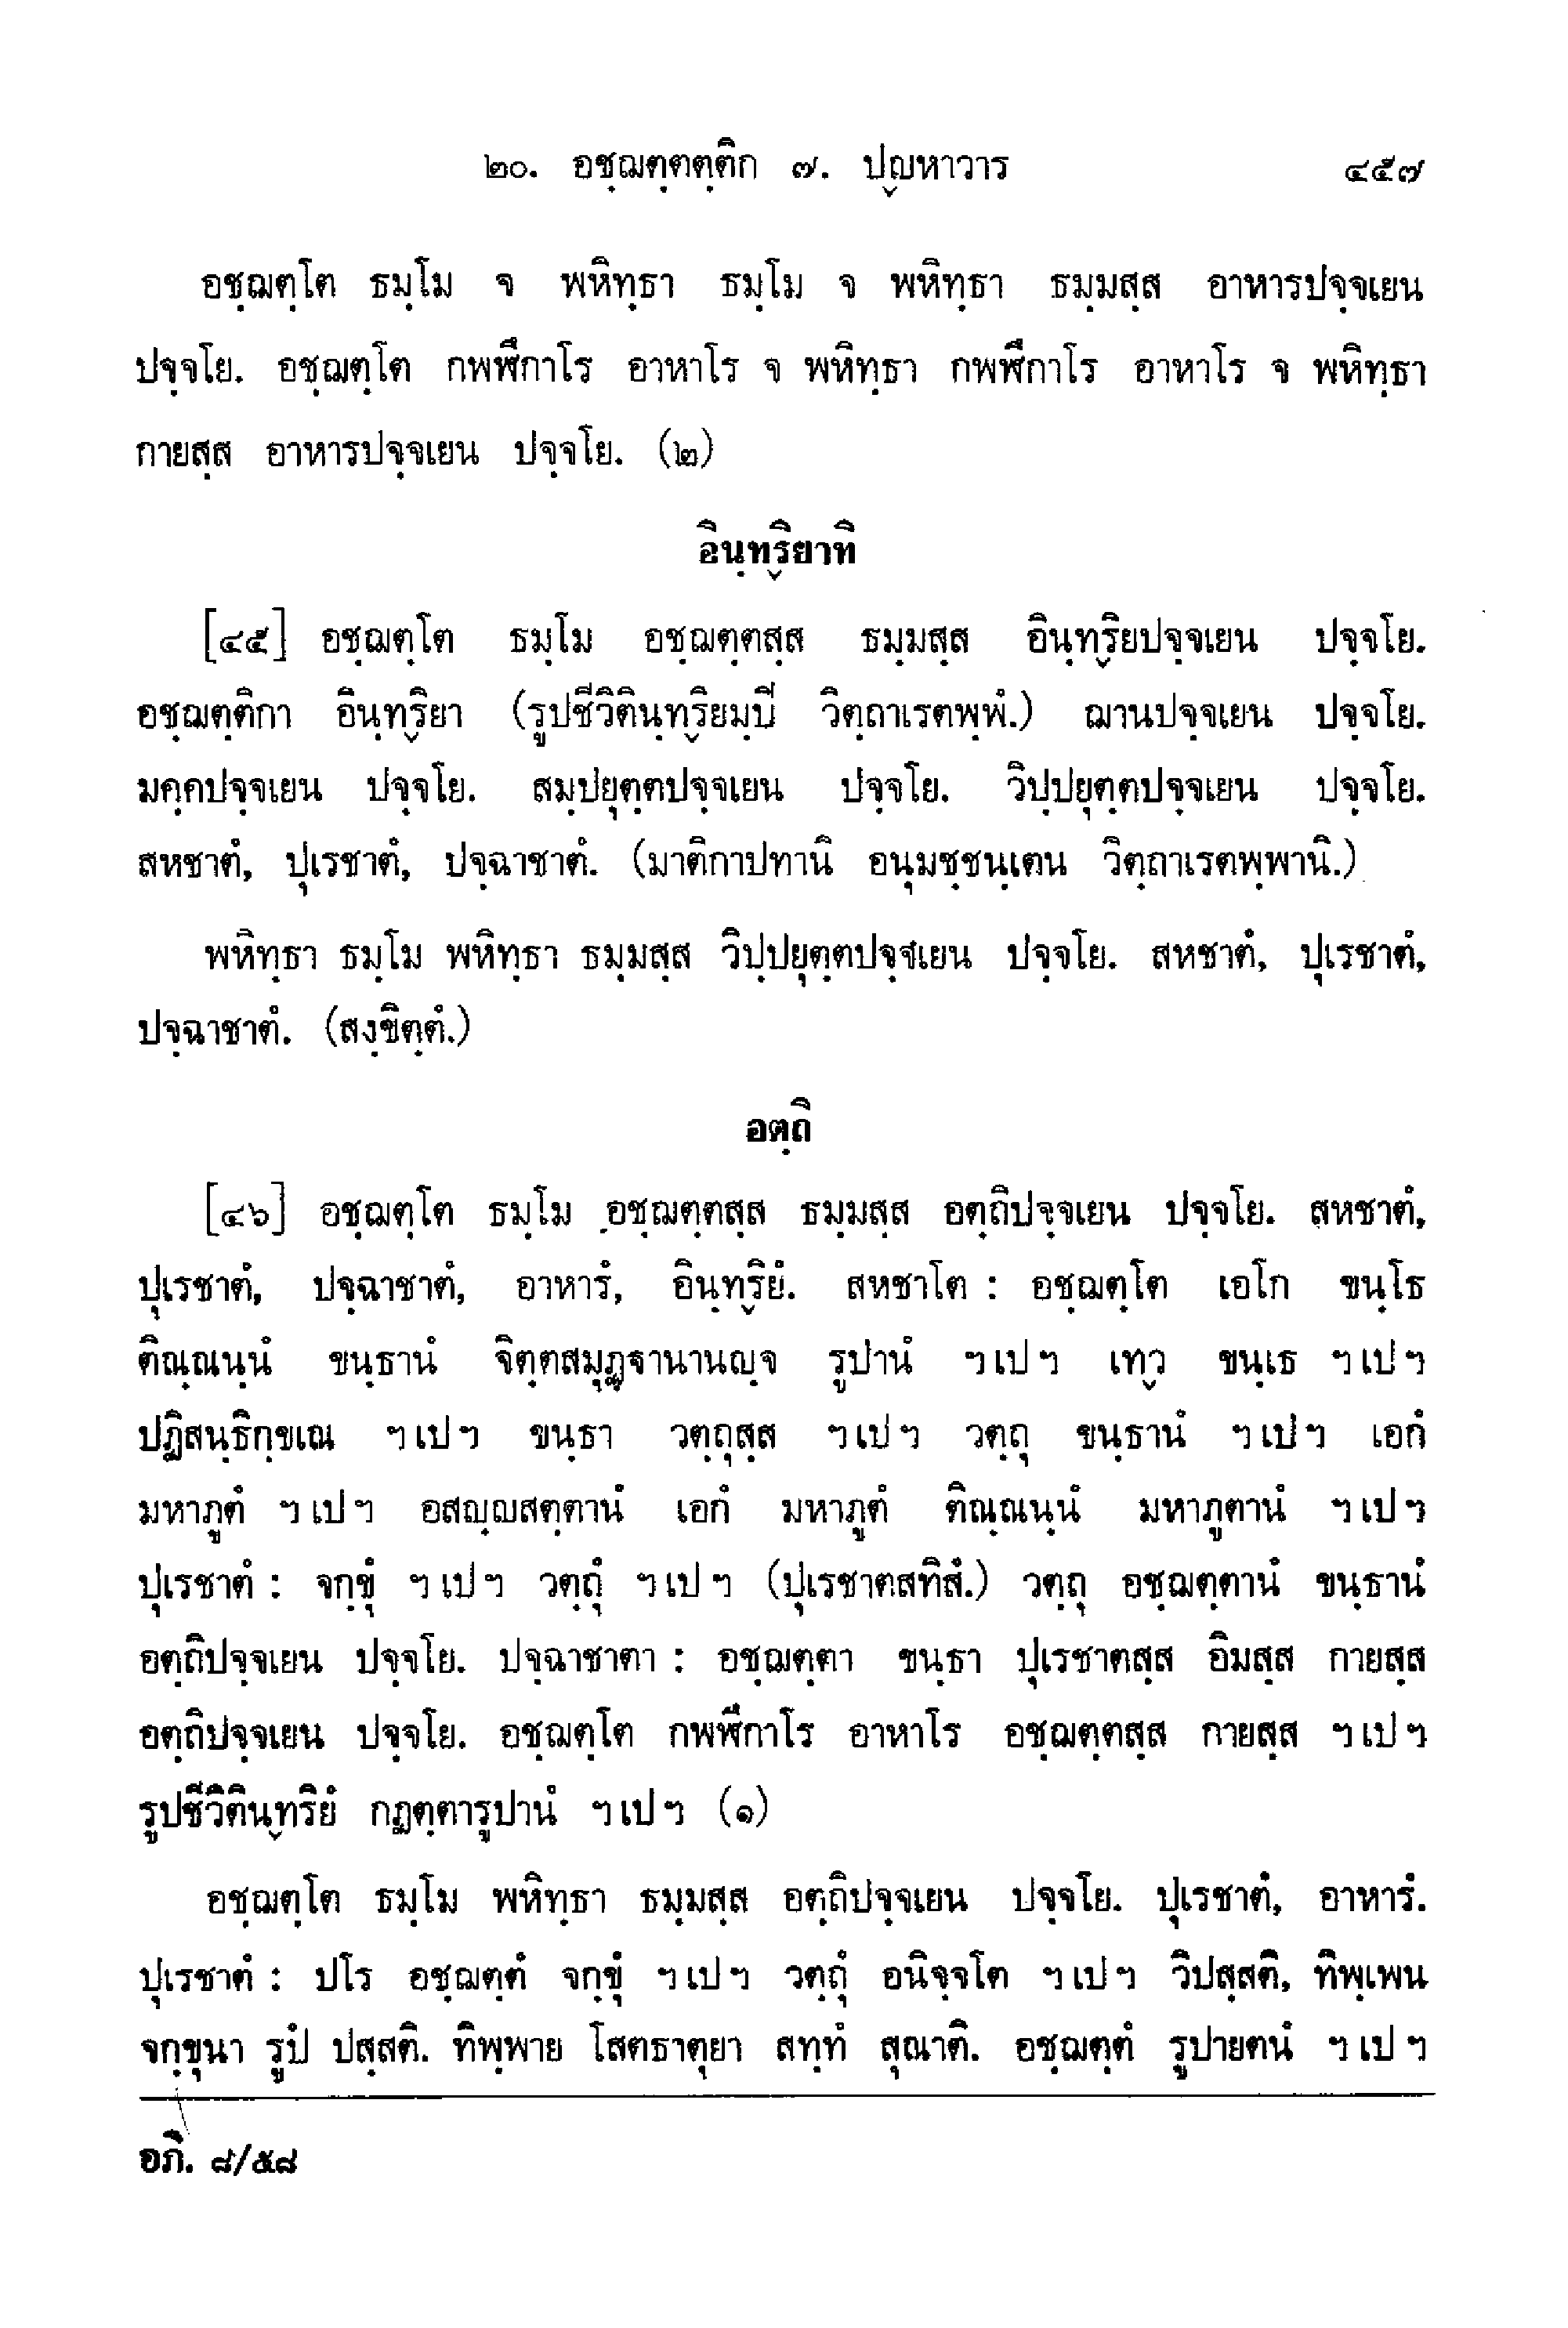 ๒๐. อชฺฌตฺตตฺติก ๗. ปญฺหาวาร ๔๕๗
อชฺฌตฺโต ธมฺโม จ พหิทฺธา ธมฺโม จ พหิทฺธา ธมฺมสฺส อาหารปจฺจเยน
ปจฺจโย. อชฺฌตฺโต กพฬีกาโร อาหาโร จ พหิทฺธา กพฬีกาโร อาหาโร จ พหิทฺธา
กายสฺส อาหารปจฺจเยน ปจฺจโย. (๒)
อินฺทฺริยาทิ
[๔๕] อชฺฌตฺโต ธมฺโม อชฺฌตฺตสฺส ธมฺมสฺส อินฺทฺริยปจฺจเยน ปจฺจโย.
อชฺฌตฺติกา อินฺทฺริยา (รูปชีวิตินฺทฺริยมฺปิ วิตฺถาเรตพฺพํ.) ฌานปจฺจเยน ปจฺจโย.
มคฺคปจฺจเยน ปจฺจโย. สมฺปยุตฺตปจฺจเยน ปจฺจโย. วิปฺปยุตฺตปจฺจเยน ปจฺจโย.
สหชาตํ, ปุเรชาตํ, ปจฺฉาชาตํ. (มาติกาปทานิ อนุมชฺชนฺเตน วิตฺถาเรตพฺพานิ.)
พหิทฺธา ธมฺโม พหิทฺธา ธมฺมสฺส วิปฺปยุตฺตปจฺจเยน ปจฺจโย. สหชาตํ, ปุเรชาตํ,
ปจฺฉาชาตํ. (สงฺขิตฺตํ.)
อตฺถิ
[๔๖] อชฺฌตฺโต ธมฺโม อชฺฌตฺตสฺส ธมฺมสฺส อตฺถิปจฺจเยน ปจฺจโย. สหชาตํ,
ปุเรชาตํ, ปจฺฉาชาตํ, อาหารํ, อินฺทฺริยํ. สหชาโต : อชฺฌตฺโต เอโก ขนฺโธ
ติณฺณนฺนํ ขนฺธานํ จิตฺตสมุฏฺฐานานญฺจ รูปานํ ฯ เป ฯ เทฺว ขนฺเธ ฯ เป ฯ
ปฏิสนฺธิกฺขเณ ฯ เป ฯ ขนฺธา วตฺถุสฺส ฯ เป ฯ วตฺถุ ขนฺธานํ ฯ เป ฯ เอกํ
มหาภูตํ ฯ เป ฯ อสญฺญสตฺตานํ เอกํ มหาภูตํ ติณฺณนฺนํ มหาภูตานํ ฯ เป ฯ
ปุเรชาตํ : จกฺขุํ ฯ เป ฯ วตฺถุํ ฯ เป ฯ (ปุเรชาตสทิสํ.) วตฺถุ อชฺฌตฺตานํ ขนฺธานํ
อตฺถิปจฺจเยน ปจฺจโย. ปจฺฉาชาตา : อชฺฌตฺตา ขนฺธา ปุเรชาตสฺส อิมสฺส กายสฺส
อตฺถิปจฺจเยน ปจฺจโย. อชฺฌตฺโต กพฬีกาโร อาหาโร อชฺฌตฺตสฺส กายสฺส ฯ เป ฯ
รูปชีวิตินฺทฺริยํ กฏตฺตารูปานํ ฯ เป ฯ (๑)
อชฺฌตฺโต ธมฺโม พหิทฺธา ธมฺมสฺส อตฺถิปจฺจเยน ปจฺจโย. ปุเรชาตํ, อาหารํ.
ปุเรชาตํ : ปโร อชฺฌตฺตํ จกฺขุํ ฯ เป ฯ วตฺถุํ อนิจฺจโต ฯ เป ฯ วิปสฺสติ, ทิพฺเพน
จกฺขุนา รูปํ ปสฺสติ. ทิพฺพาย โสตธาตุยา สทฺทํ สุณาติ. อชฺฌตฺตํ รูปายตนํ ฯ เป ฯ
อภิ. ๘/๕๘